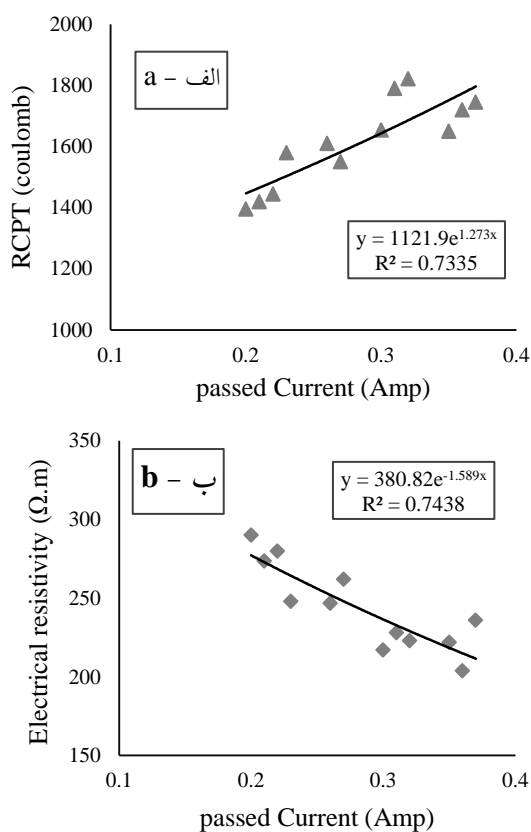 2000
1800
1600
1400
1200
1000
RCPT (coulomb)
a - الف
y = 1121.9e^1.273x
R² = 0.7335
0.1 0.2 0.3 0.4
passed Current (Amp)
350
300
250
200
150
Electrical resistivity (Ω.m)
b - ب
y = 380.82e^-1.589x
R² = 0.7438
0.1 0.2 0.3 0.4
passed Current (Amp)